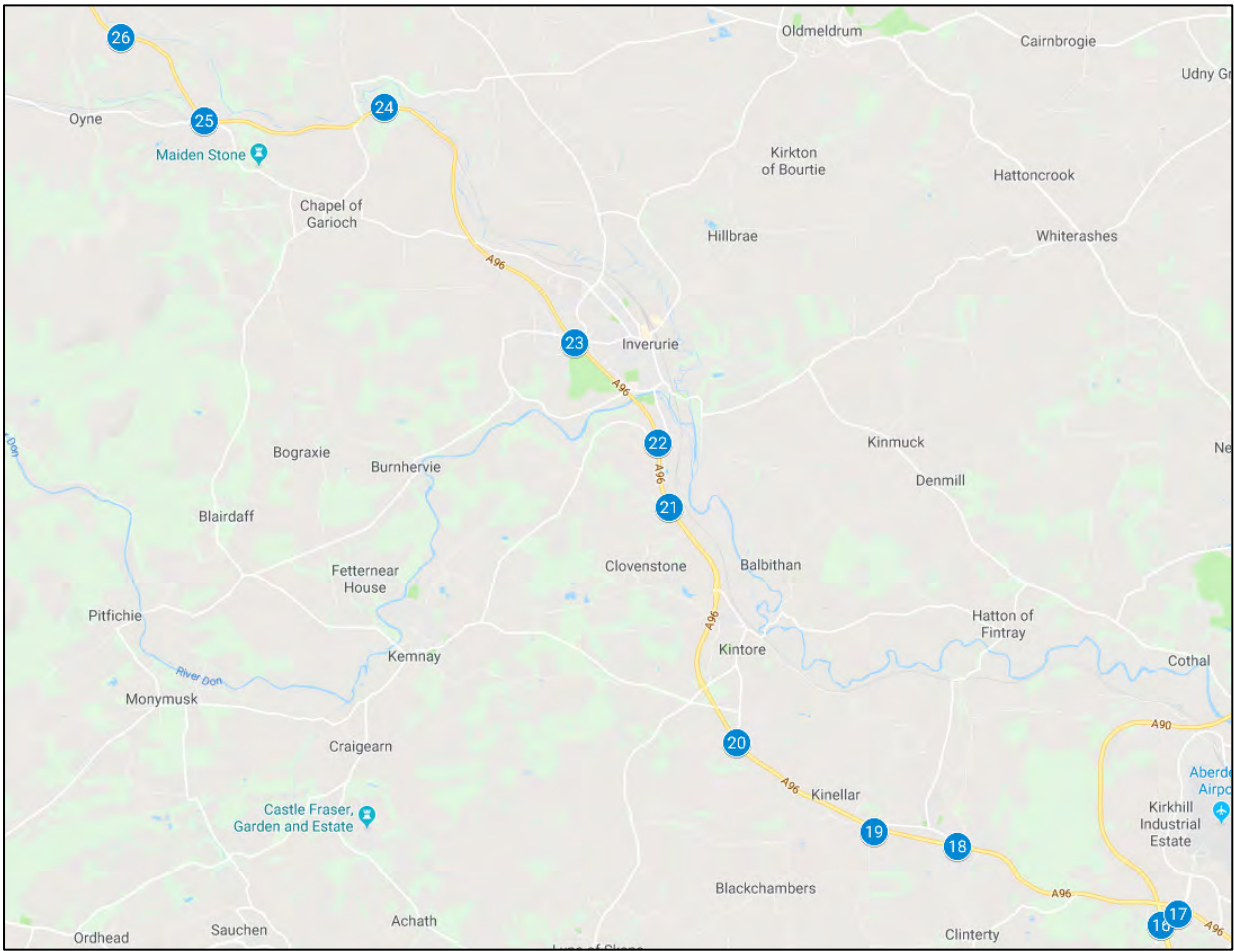 26
Oldmeldrum
Cairnbrogie
Udny Gr
24
25
Oyne
Maiden Stone
Kirkton
of Bourtie
Hattoncrook
Chapel of
Garioch
Hillbrae
Whiterashes
A96
23
Inverurie
A96
22
Kinmuck
Ne
Bograxie
Burnhervie
Don
A96
Denmill
21
Blairdaff
Clovenstone
Balbithan
Fetternear
House
A96
Pitfichie
Hatton of
Fintray
Kintore
Kemnay
Cothal
River Don
Monymusk
A90
Craigearn
20
Aberde
Airpo
A96
Kinellar
Castle Fraser,
Garden and Estate
Kirkhill
Industrial
Estate
19
18
Blackchambers
A96
Achath
17
16
A96
Sauchen
Ordhead
Clinterty